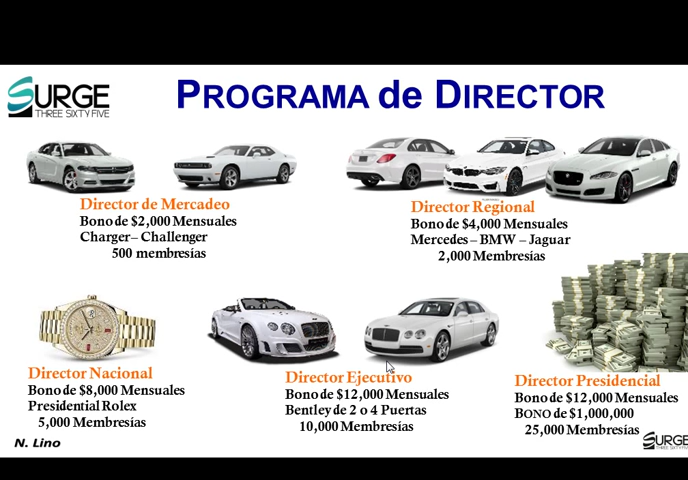 SURGE
THREE SIXTY FIVE
PROGRAMA de DIRECTOR
Director de Mercadeo
Bono de $2,000 Mensuales
Charger – Challenger
500 membresías
Director Regional
Bono de $4,000 Mensuales
Mercedes – BMW – Jaguar
2,000 Membresías
Director Nacional
Bono de $8,000 Mensuales
Presidential Rolex
5,000 Membresías
Director Ejecutivo
Bono de $12,000 Mensuales
Bentley de 2 o 4 Puertas
10,000 Membresías
Director Presidencial
Bono de $12,000 Mensuales
BONO de $1,000,000
25,000 Membresías
N. Lino
SURGE
THREE SIXTY FIVE